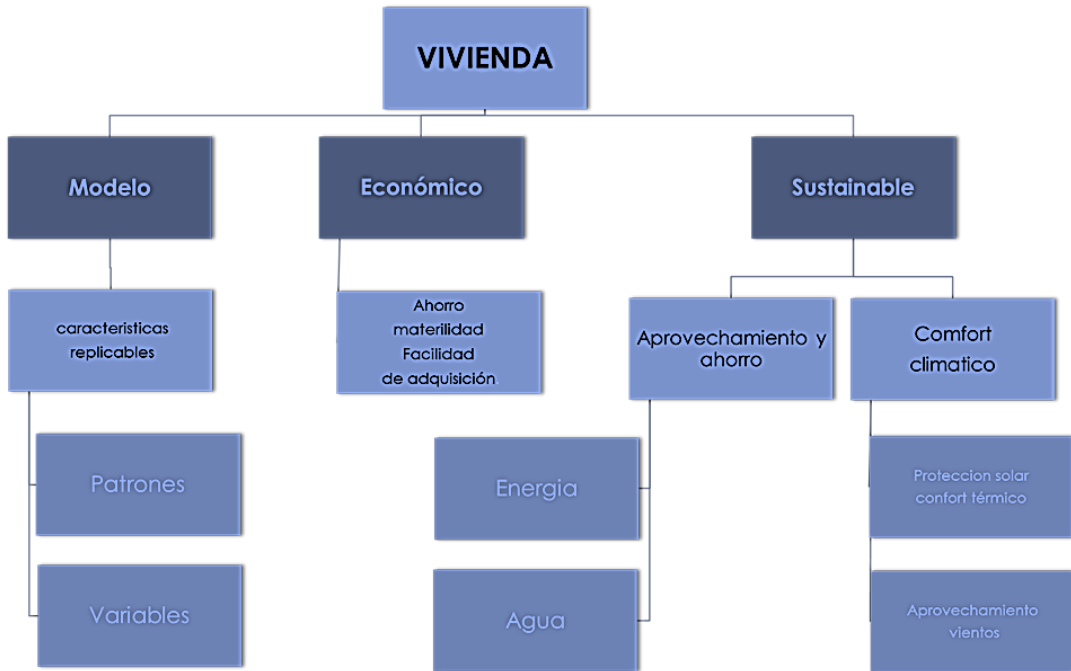 VIVIENDA
Modelo
Económico
Sustainable
caracteristicas
replicables
Ahorro
materilidad
Facilidad
de adquisición
Aprovechamiento y
ahorro
Comfort
climatico
Patrones
Variables
Energia
Agua
Proteccion solar
confort térmico
Aprovechamiento
vientos